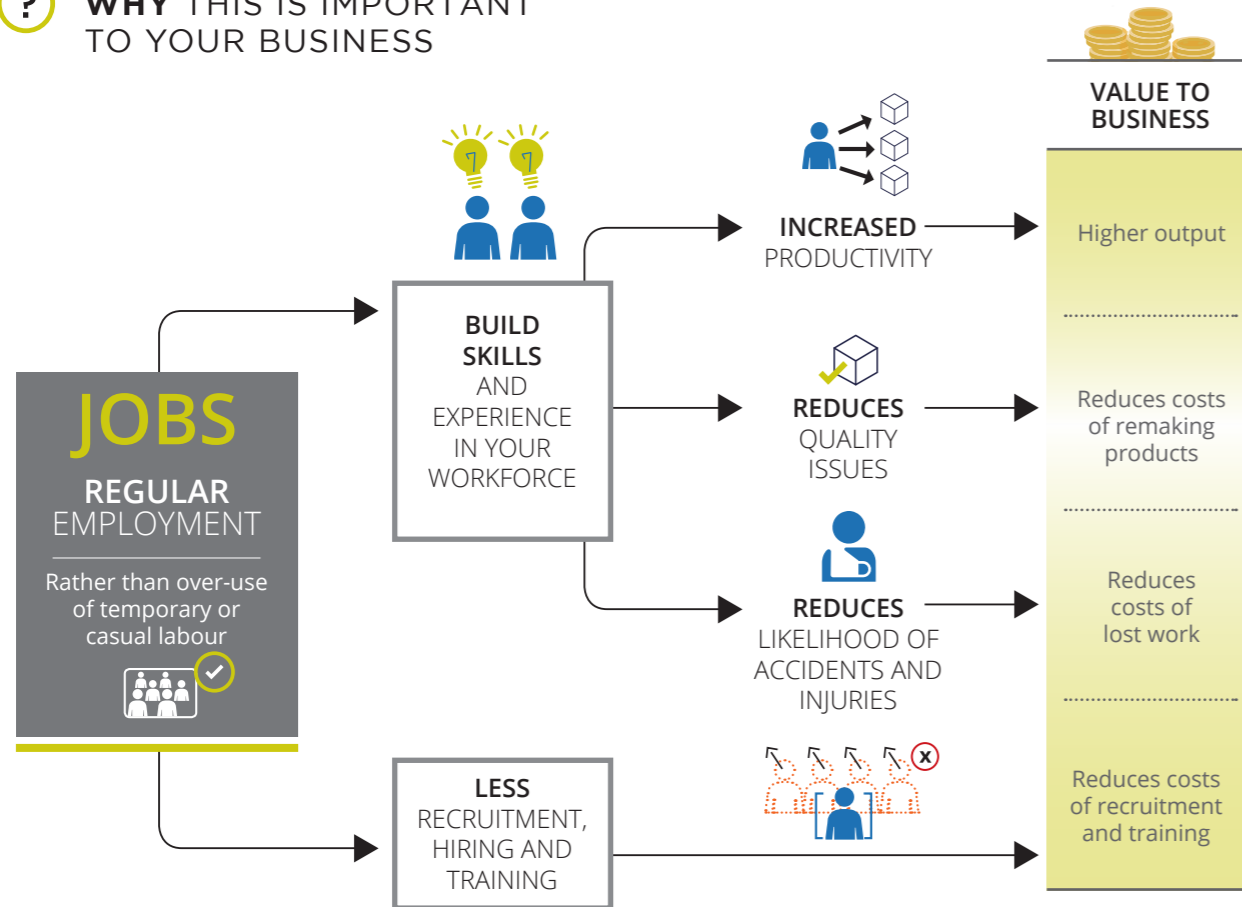 ?
WHY THIS IS IMPORTANT
TO YOUR BUSINESS
VALUE TO
BUSINESS
JOBS
REGULAR
EMPLOYMENT
Rather than over-use
of temporary or
casual labour
BUILD
SKILLS
AND
EXPERIENCE
IN YOUR
WORKFORCE
INCREASED
PRODUCTIVITY
Higher output
REDUCES
QUALITY
ISSUES
Reduces costs
of remaking
products
REDUCES
LIKELIHOOD OF
ACCIDENTS AND
INJURIES
Reduces
costs of
lost work
LESS
RECRUITMENT,
HIRING AND
TRAINING
X
Reduces costs
of recruitment
and training